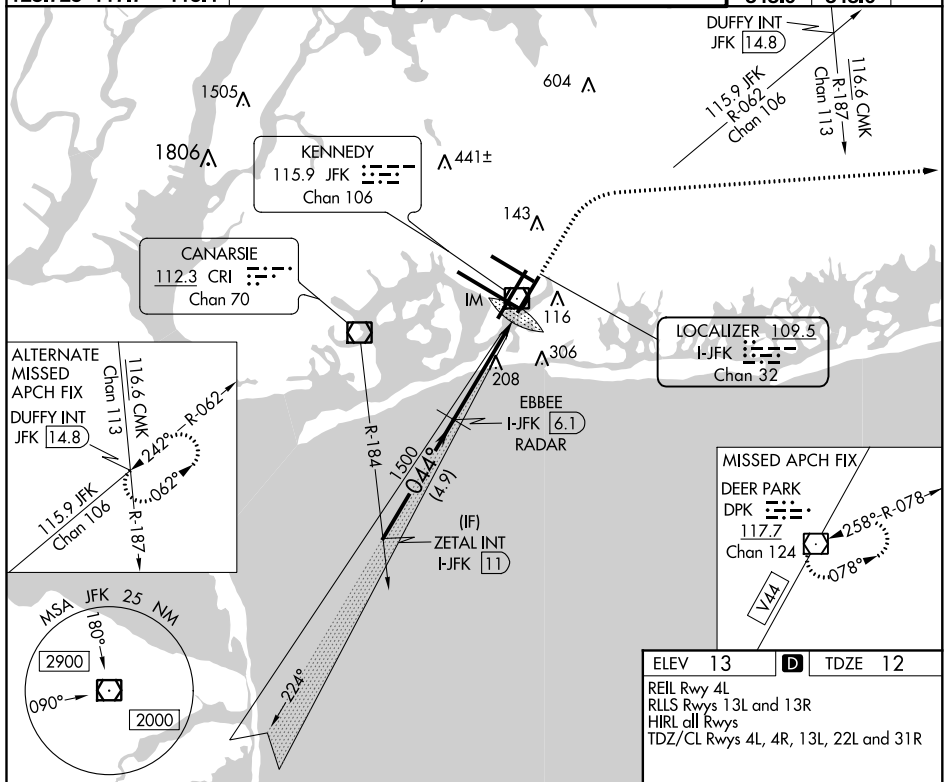 DUFFY INT
JFK 14.8
115.9 JFK
R-062
Chan 106
116.6 CMK
R-187
Chan 113
604
1505
1806
441±
143
KENNEDY
115.9 JFK
Chan 106
CANARSIE
112.3 CRI
Chan 70
IM
116
306
208
LOCALIZER 109.5
I-JFK
Chan 32
EBBEE
I-JFK 6.1
RADAR
R-184
1500
044°
(4.9)
(IF)
ZETAL INT
I-JFK 11
224°
ALTERNATE
MISSED
APCH FIX
DUFFY INT
JFK 14.8
116.6 CMK
Chan 113
R-187
242°
R-062
062°
115.9 JFK
Chan 106
MISSED APCH FIX
DEER PARK
DPK
117.7
Chan 124
258°
R-078
078°
V44
MSA JFK 25 NM
180°
2900
090°
2000
ELEV 13 D TDZE 12
REIL Rwy 4L
RLLS Rwys 13L and 13R
HIRL all Rwys
TDZ/CL Rwys 4L, 4R, 13L, 22L and 31R